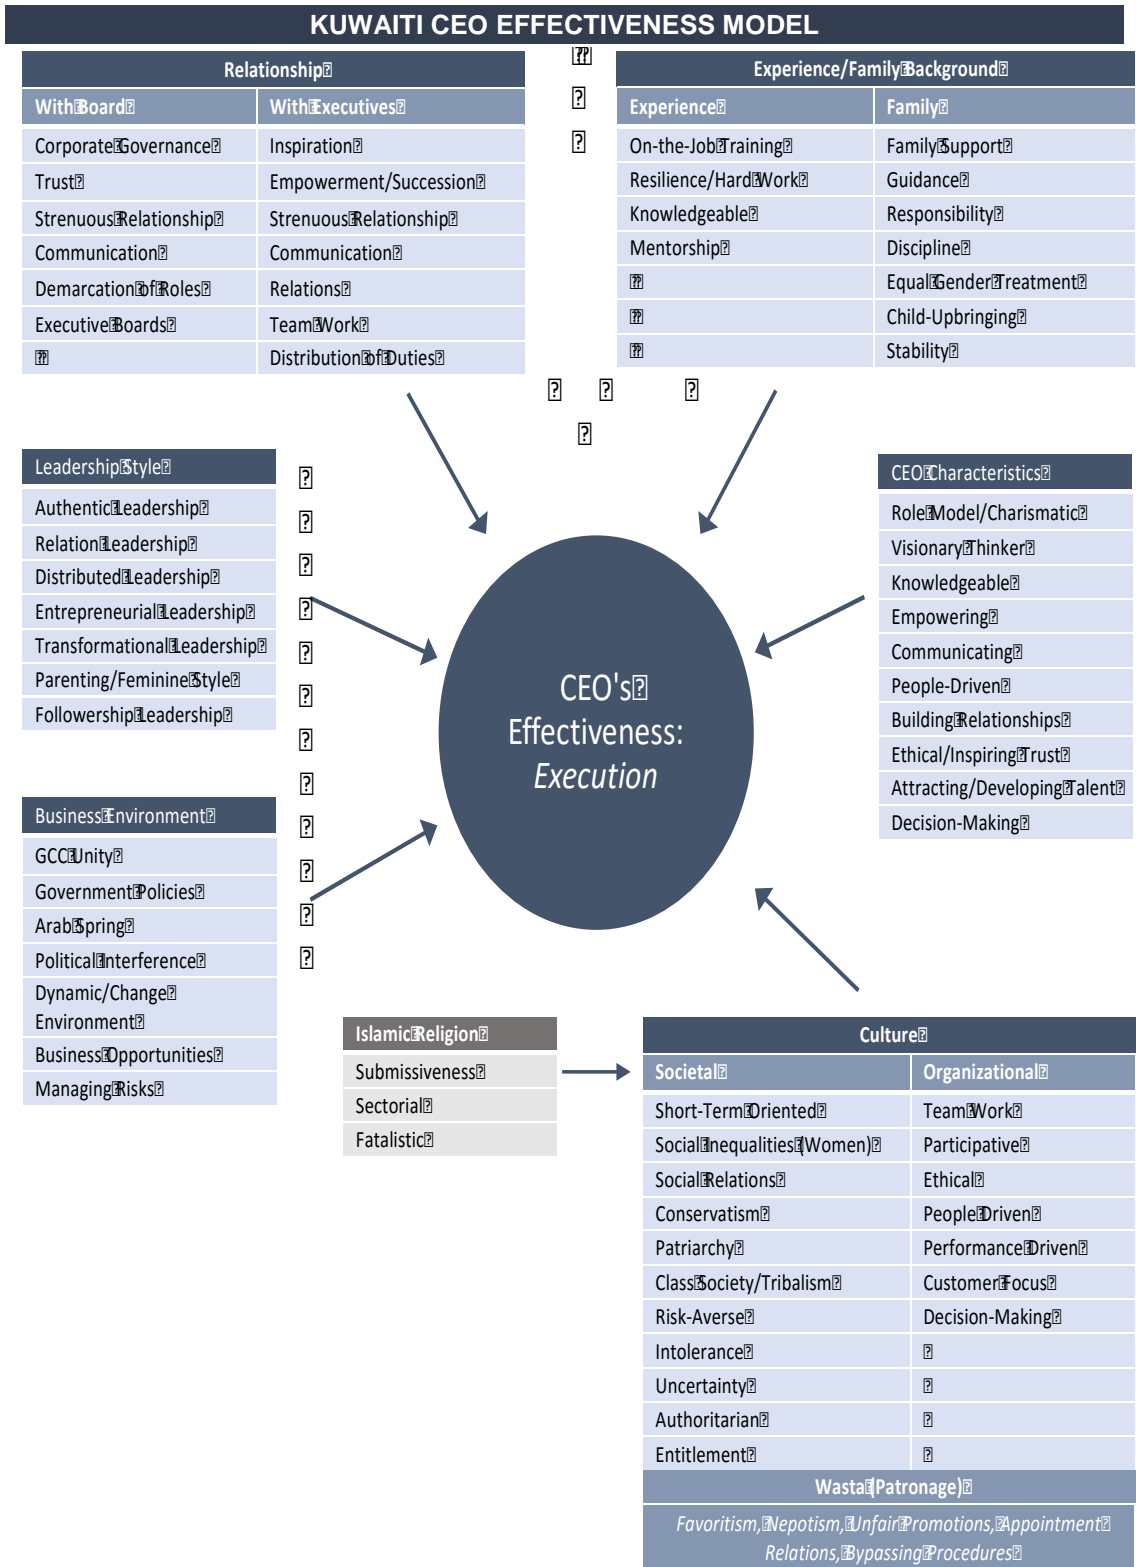 KUWAITI CEO EFFECTIVENESS MODEL
Relationship
With Board
With Executives
Corporate Governance
Inspiration
Trust
Empowerment/Succession
Strenuous Relationship
Strenuous Relationship
Communication
Communication
Demarcation of Roles
Relations
Executive Boards
Team Work
Distribution of Duties
Experience/Family Background
Experience
Family
On-the-Job Training
Family Support
Resilience/Hard Work
Guidance
Knowledgeable
Responsibility
Mentorship
Discipline
Equal Gender Treatment
Child-Upbringing
Stability
Leadership Style
Authentic Leadership
Relation Leadership
Distributed Leadership
Entrepreneurial Leadership
Transformational Leadership
Parenting/Feminine Style
Followership Leadership
CEO Characteristics
Role Model/Charismatic
Visionary Thinker
Knowledgeable
Empowering
Communicating
People-Driven
Building Relationships
Ethical/Inspiring Trust
Attracting/Developing Talent
Decision-Making
CEO's
Effectiveness:
Execution
Business Environment
GCC Unity
Government Policies
Arab Spring
Political Interference
Dynamic/Change
Environment
Business Opportunities
Managing Risks
Islamic Religion
Submissiveness
Sectorial
Fatalistic
Culture
Societal
Organizational
Short-Term Oriented
Team Work
Social Inequalities (Women)
Participative
Social Relations
Ethical
Conservatism
People Driven
Patriarchy
Performance Driven
Class Society/Tribalism
Customer Focus
Risk-Averse
Decision-Making
Intolerance
Uncertainty
Authoritarian
Entitlement
Wasta (Patronage)
Favoritism, Nepotism, Unfair Promotions, Appointment
Relations, Bypassing Procedures